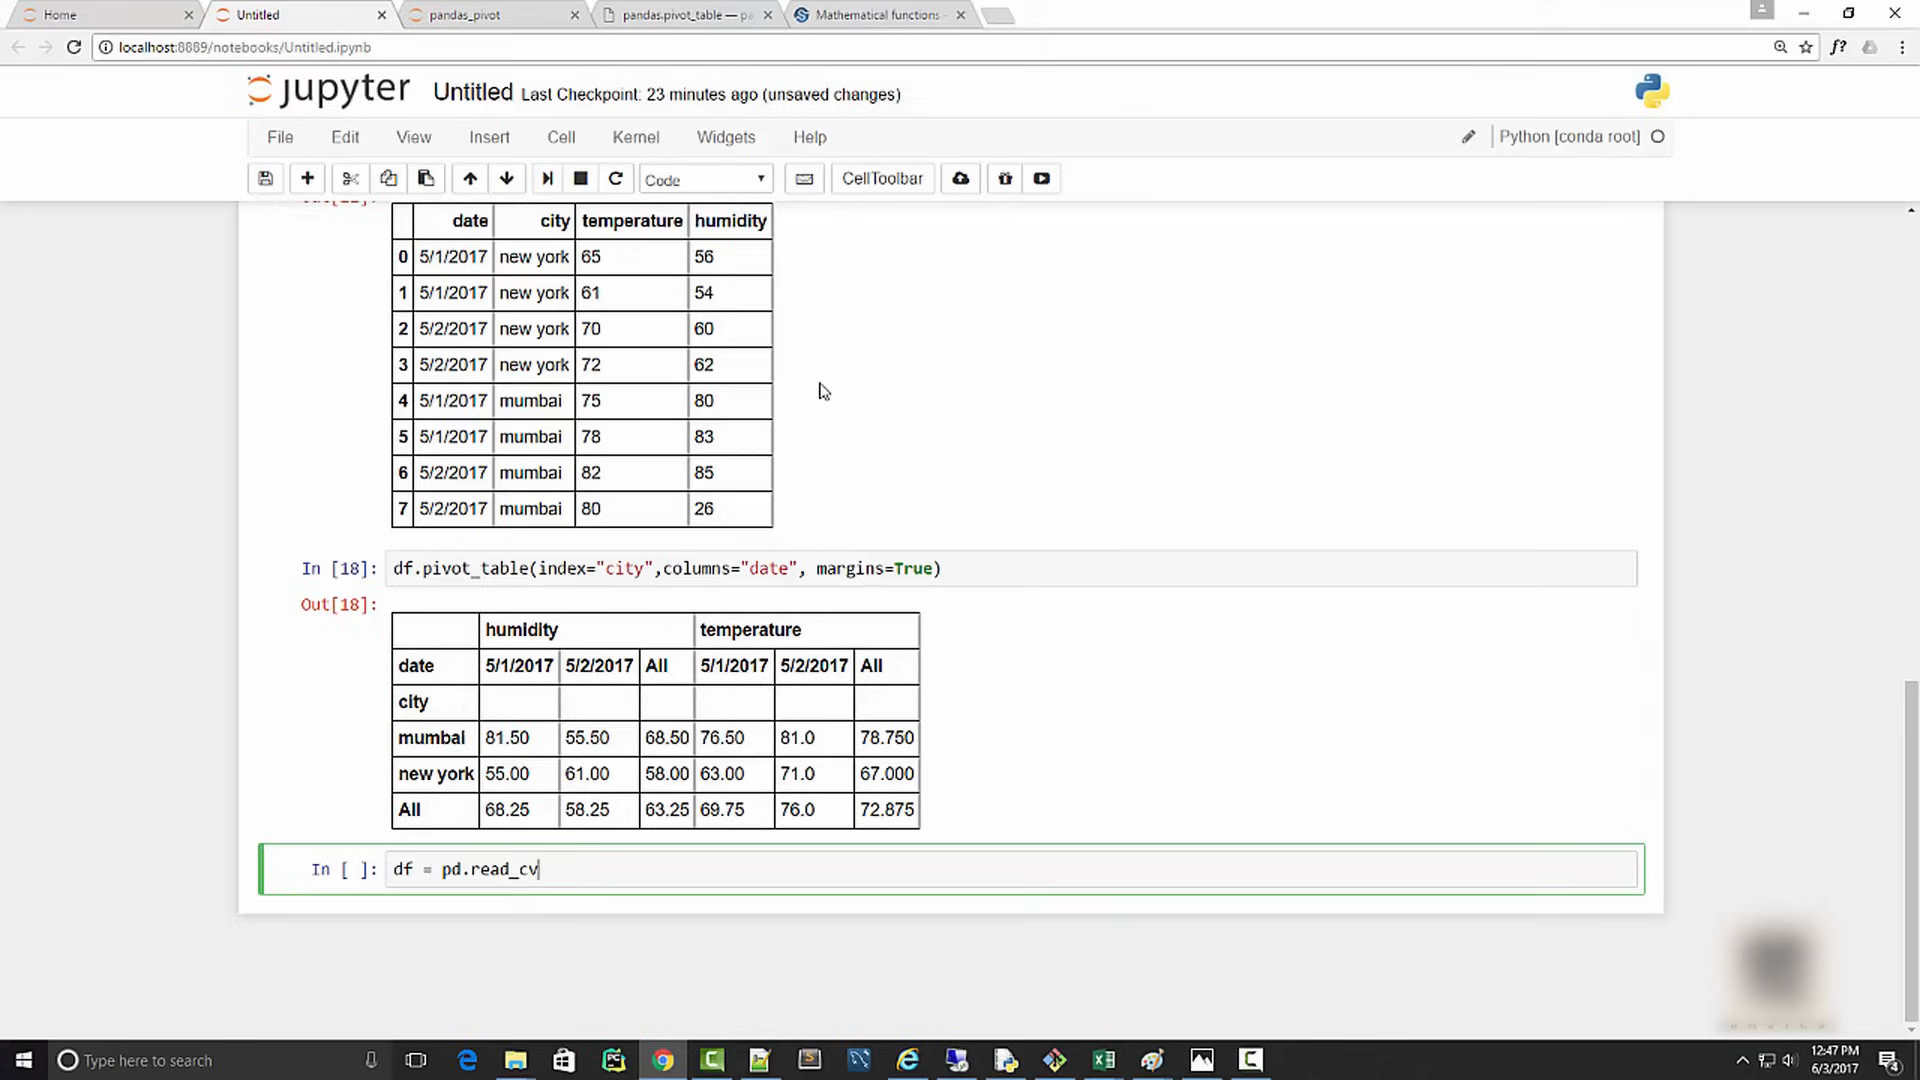 Home
Untitled
pandas_pivot
pandas.pivot_table — pa
Mathematical functions -
localhost:8889/notebooks/Untitled.ipynb
f?
jupyter Untitled Last Checkpoint: 23 minutes ago (unsaved changes)
File Edit View Insert Cell Kernel Widgets Help
Python [conda root]
Code
CellToolbar
date city temperature humidity
0 5/1/2017 new york 65 56
1 5/1/2017 new york 61 54
2 5/2/2017 new york 70 60
3 5/2/2017 new york 72 62
4 5/1/2017 mumbai 75 80
5 5/1/2017 mumbai 78 83
6 5/2/2017 mumbai 82 85
7 5/2/2017 mumbai 80 26
In [18]: df.pivot_table(index="city",columns="date", margins=True)
Out[18]:
humidity temperature
date 5/1/2017 5/2/2017 All 5/1/2017 5/2/2017 All
city
mumbai 81.50 55.50 68.50 76.50 81.0 78.750
new york 55.00 61.00 58.00 63.00 71.0 67.000
All 68.25 58.25 63.25 69.75 76.0 72.875
In [ ]: df = pd.read_cv
Type here to search
12:47 PM
6/3/2017
4